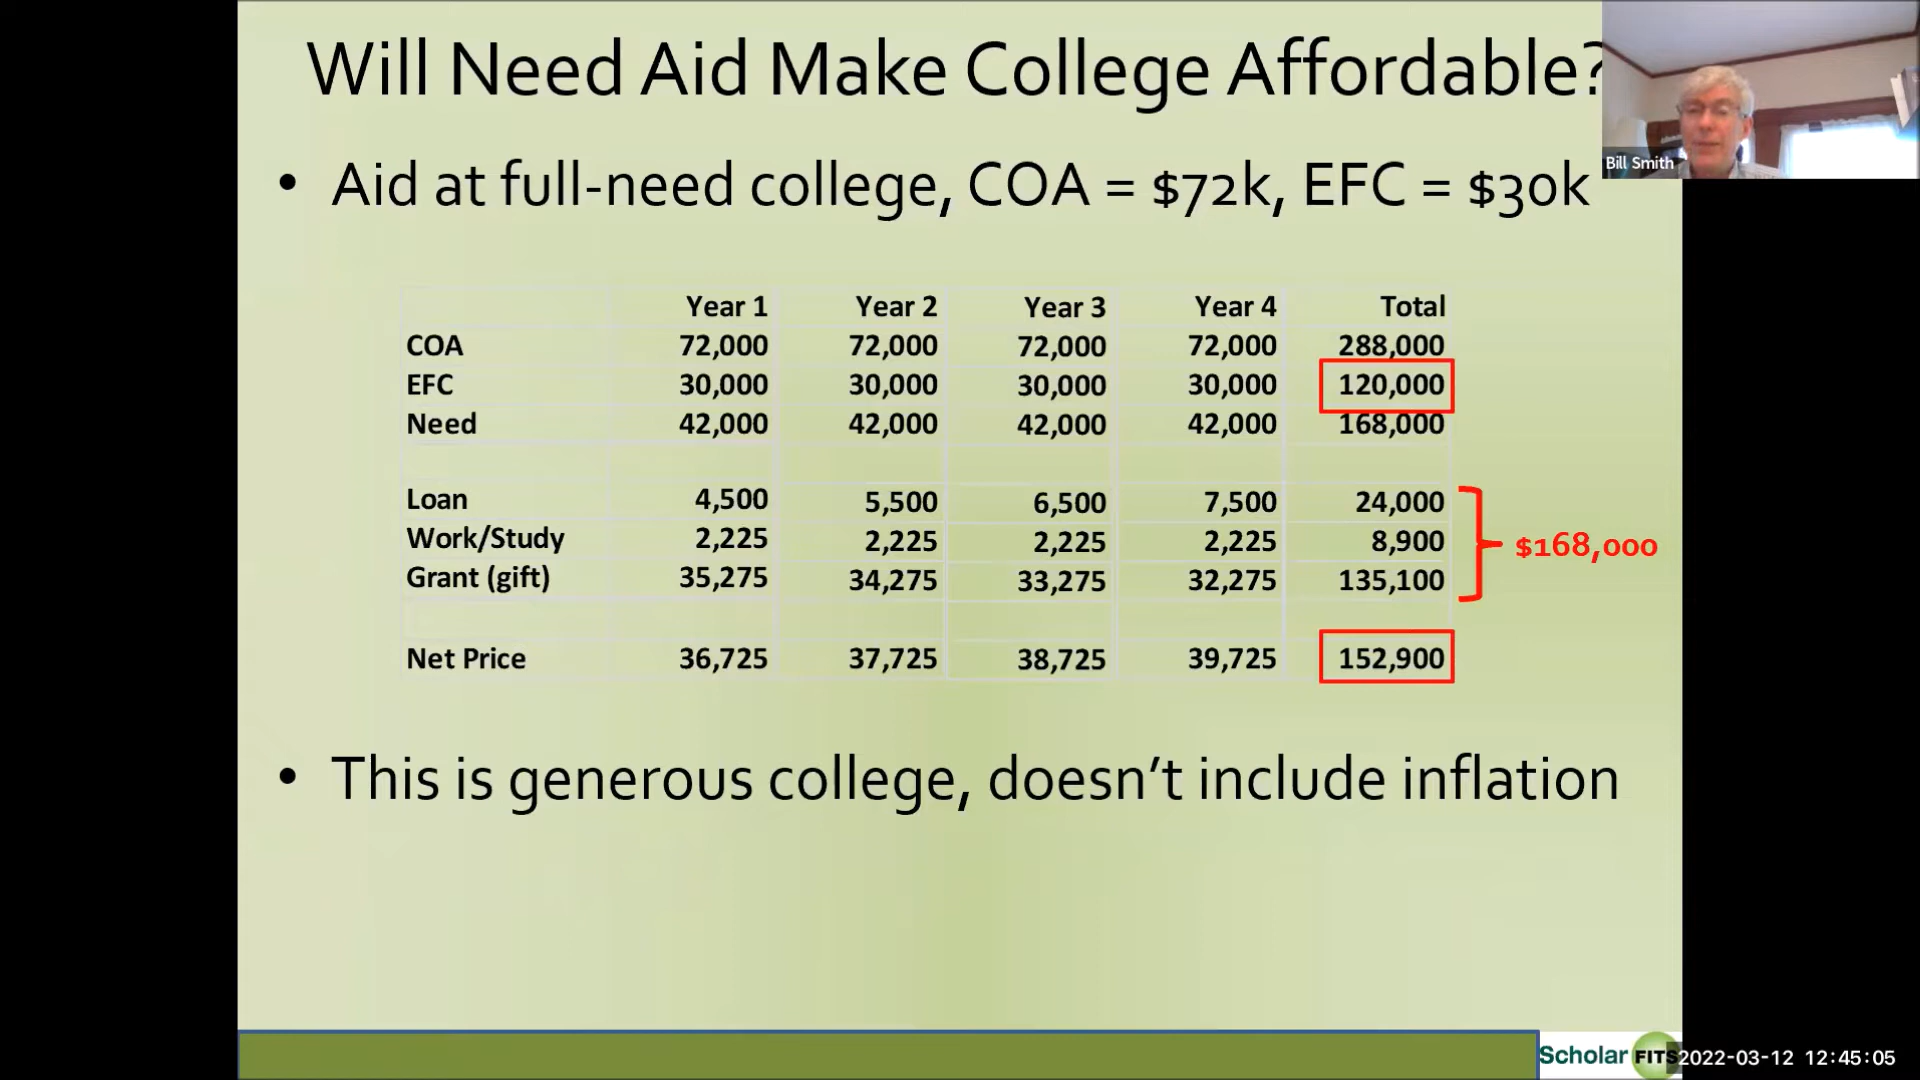 Will Need Aid Make College Affordable?
Bill Smith
• Aid at full-need college, COA = $72k, EFC = $30k
Year 1 Year 2 Year 3 Year 4 Total
COA 72,000 72,000 72,000 72,000 288,000
EFC 30,000 30,000 30,000 30,000 120,000
Need 42,000 42,000 42,000 42,000 168,000
Loan 4,500 5,500 6,500 7,500 24,000
Work/Study 2,225 2,225 2,225 2,225 8,900
$168,000
Grant (gift) 35,275 34,275 33,275 32,275 135,100
Net Price 36,725 37,725 38,725 39,725 152,900
• This is generous college, doesn't include inflation
Scholar FITS
2022-03-12 12:45:05